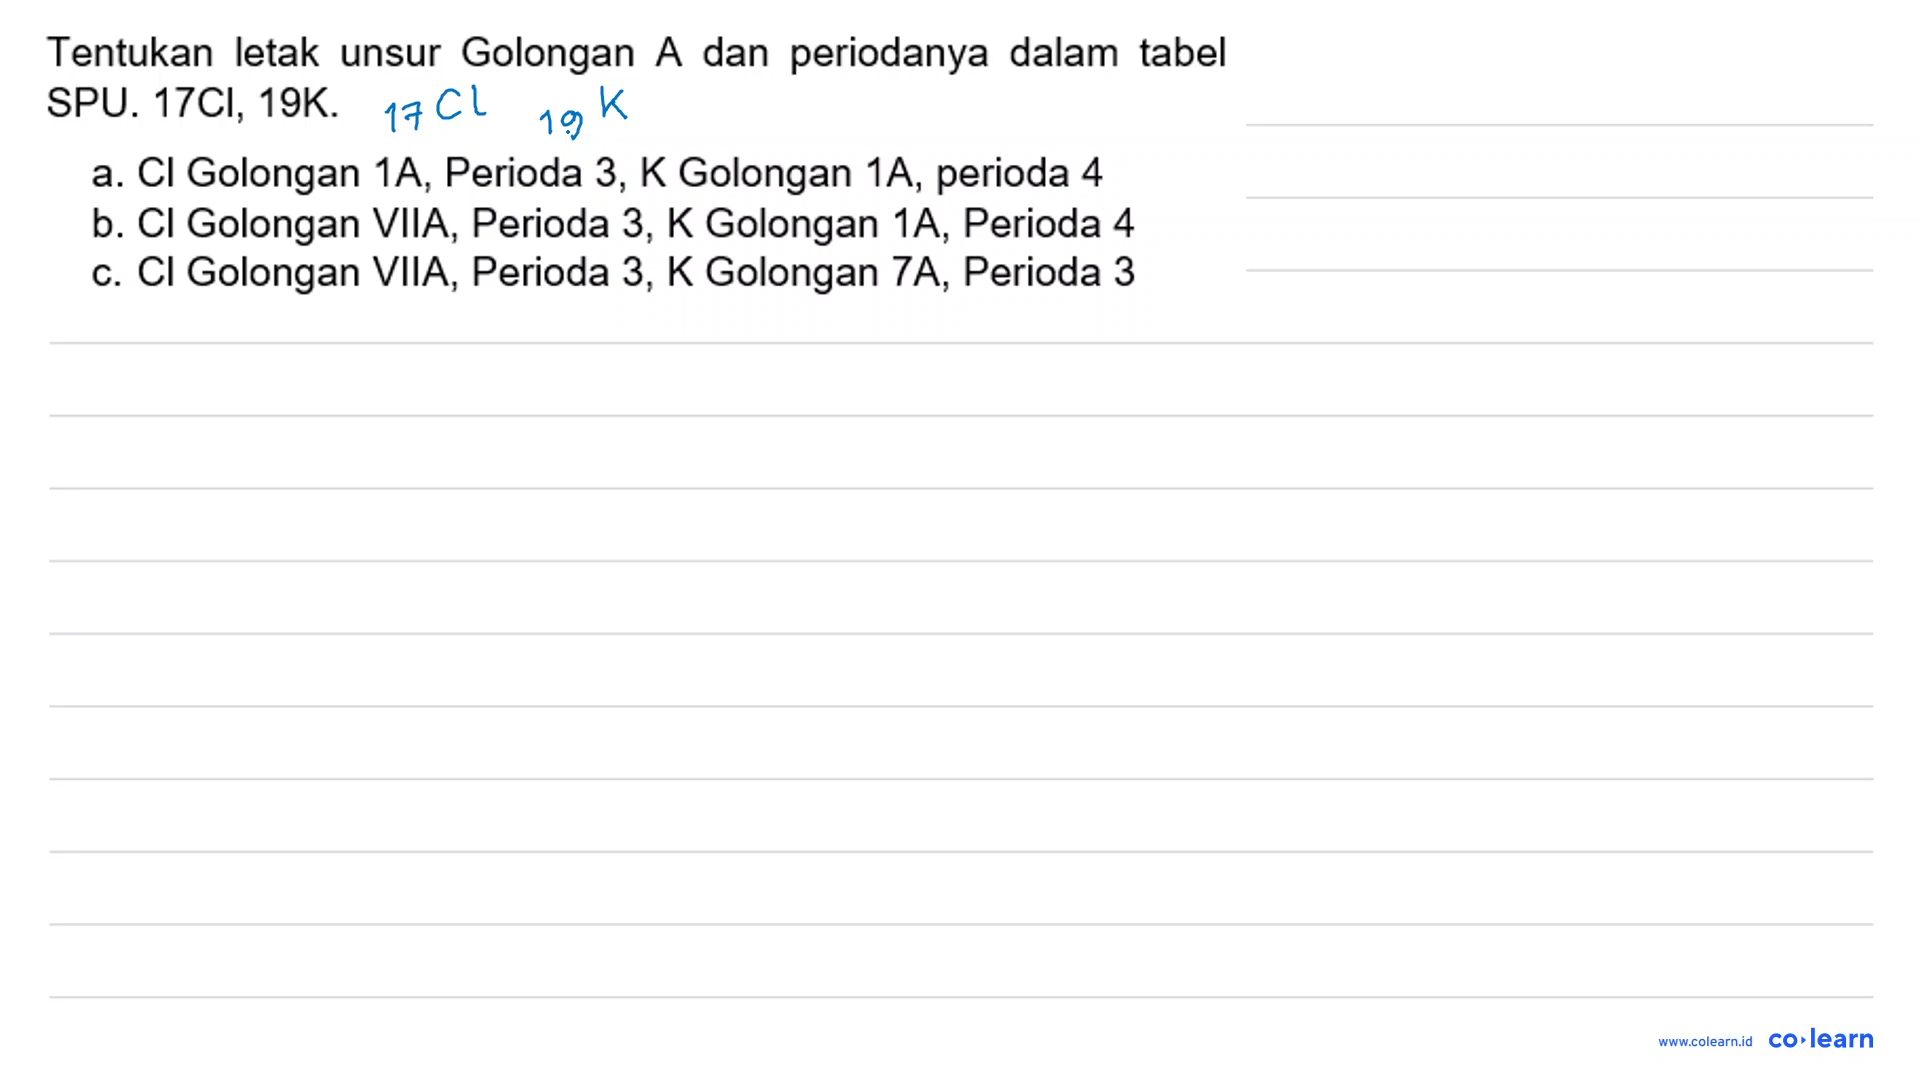 Tentukan letak unsur Golongan A dan periodanya dalam tabel
SPU. 17Cl, 19K. 17 Cl 19 K
a. Cl Golongan 1A, Perioda 3, K Golongan 1A, perioda 4
b. Cl Golongan VIIA, Perioda 3, K Golongan 1A, Perioda 4
c. Cl Golongan VIIA, Perioda 3, K Golongan 7A, Perioda 3
www.colearn.id co·learn